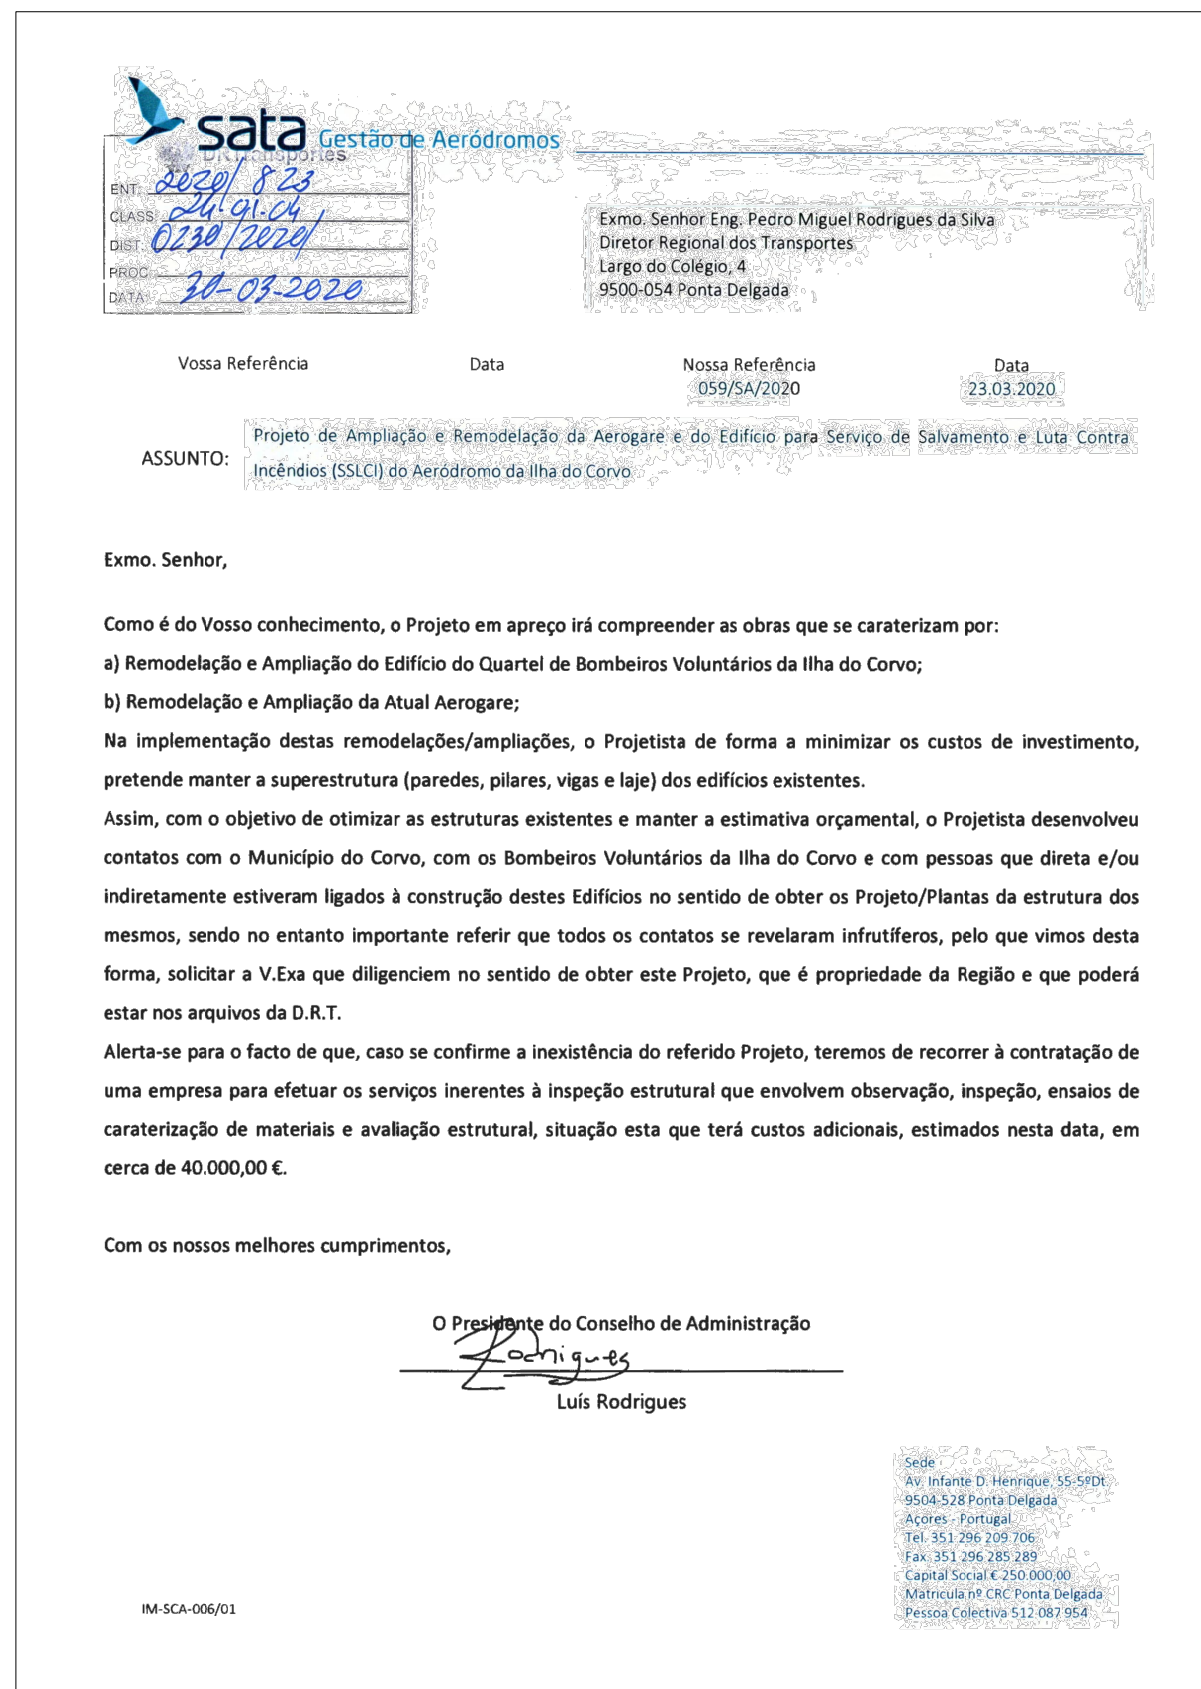 sata Gestão de Aeródromos
DRTransportes
ENT. 2020/823
CLASS. 24.01.04/
DIST. 0230/2020/
PROC.
DATA: 30-03-2020
Exmo. Senhor Eng. Pedro Miguel Rodrigues da Silva
Diretor Regional dos Transportes
Largo do Colégio, 4
9500-054 Ponta Delgada
Vossa Referência Data Nossa Referência Data
059/SA/2020 23.03.2020
ASSUNTO: Projeto de Ampliação e Remodelação da Aerogare e do Edifício para Serviço de Salvamento e Luta Contra
Incêndios (SSLCI) do Aeródromo da Ilha do Corvo
Exmo. Senhor,
Como é do Vosso conhecimento, o Projeto em apreço irá compreender as obras que se caraterizam por:
a) Remodelação e Ampliação do Edifício do Quartel de Bombeiros Voluntários da Ilha do Corvo;
b) Remodelação e Ampliação da Atual Aerogare;
Na implementação destas remodelações/ampliações, o Projetista de forma a minimizar os custos de investimento,
pretende manter a superestrutura (paredes, pilares, vigas e laje) dos edifícios existentes.
Assim, com o objetivo de otimizar as estruturas existentes e manter a estimativa orçamental, o Projetista desenvolveu
contatos com o Município do Corvo, com os Bombeiros Voluntários da Ilha do Corvo e com pessoas que direta e/ou
indiretamente estiveram ligados à construção destes Edifícios no sentido de obter os Projeto/Plantas da estrutura dos
mesmos, sendo no entanto importante referir que todos os contatos se revelaram infrutíferos, pelo que vimos desta
forma, solicitar a V.Exa que diligenciem no sentido de obter este Projeto, que é propriedade da Região e que poderá
estar nos arquivos da D.R.T.
Alerta-se para o facto de que, caso se confirme a inexistência do referido Projeto, teremos de recorrer à contratação de
uma empresa para efetuar os serviços inerentes à inspeção estrutural que envolvem observação, inspeção, ensaios de
caraterização de materiais e avaliação estrutural, situação esta que terá custos adicionais, estimados nesta data, em
cerca de 40.000,00 €.
Com os nossos melhores cumprimentos,
O Presidente do Conselho de Administração
Rodrigues
Luís Rodrigues
Sede
Av. Infante D. Henrique, 55-5ºDt.
9504-528 Ponta Delgada
Açores - Portugal
Tel. 351 296 209 706
Fax. 351 296 285 289
Capital Social € 250.000,00
Matricula nº CRC Ponta Delgada
Pessoa Colectiva 512 087 954
IM-SCA-006/01